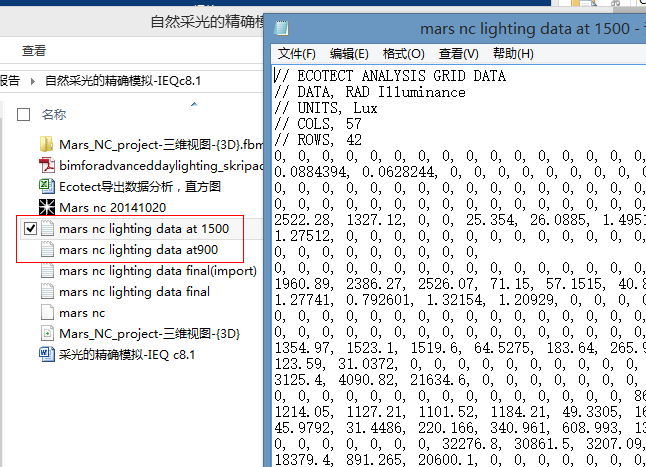 自然采光的精确模
查看
报告 › 自然采光的精确模拟-IEQc8.1
名称
Mars_NC_project-三维视图-{3D}.fbm
bimforadvanceddaylighting_skripac
Ecotect导出数据分析，直方图
Mars nc 20141020
mars nc lighting data at 1500
mars nc lighting data at900
mars nc lighting data final(import)
mars nc lighting data final
mars nc
Mars_NC_project-三维视图-{3D}
采光的精确模拟-IEQ c8.1
mars nc lighting data at 1500 -
文件(F) 编辑(E) 格式(O) 查看(V) 帮助(H)
// ECOTECT ANALYSIS GRID DATA
// DATA, RAD Illuminance
// UNITS, Lux
// COLS, 57
// ROWS, 42
0, 0, 0, 0, 0, 0, 0, 0, 0, 0, 0, 0, 0, 0, 0,
0.0884394, 0.0628244, 0, 0, 0, 0, 0, 0, 0, 0,
0, 0, 0, 0, 0, 0, 0, 0, 0, 0, 0, 0, 0, 0, 0,
0, 0, 0, 0, 0, 0, 0, 0, 0, 0, 0, 0, 0, 0, 0,
2522.28, 1327.12, 0, 0, 25.354, 26.0885, 1.4951
1.27512, 0, 0, 0, 0, 0, 0, 0, 0, 0, 0, 0, 0,
0, 0, 0, 0, 0, 0, 0, 0, 0, 0, 0
1960.89, 2386.27, 2526.07, 71.15, 57.1515, 40.8
1.27741, 0.792601, 1.32154, 1.20929, 0, 0, 0, 0,
0, 0, 0, 0, 0, 0, 0, 0, 0, 0, 0, 0, 0, 0, 0,
0, 0, 0, 0, 0, 0, 0, 0, 0, 0, 0, 0, 0, 0, 0,
1354.97, 1523.1, 1519.6, 64.5275, 183.64, 265.9
123.59, 31.0372, 0, 0, 0, 0, 0, 0, 0, 0, 0,
3125.4, 4090.82, 21634.6, 0, 0, 0, 0, 0, 0, 0,
0, 0, 0, 0, 0, 0, 0, 0, 0, 0, 0, 0, 0, 0, 86
1214.05, 1127.21, 1101.52, 1184.21, 49.3305, 16
45.9792, 31.4486, 220.166, 340.961, 608.993, 13
0, 0, 0, 0, 0, 0, 0, 32276.8, 30861.5, 3207.09,
18379.4, 891.265, 20600.1, 0, 0, 0, 0, 0, 0, 0,